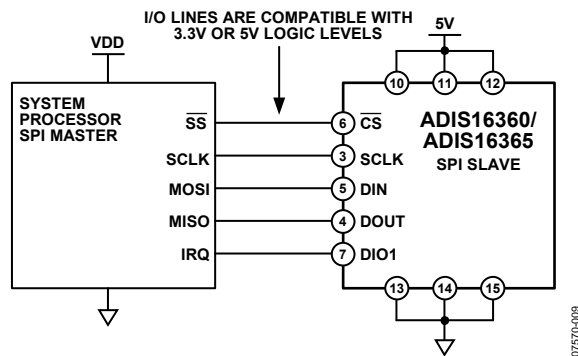 I/O LINES ARE COMPATIBLE WITH
3.3V OR 5V LOGIC LEVELS
VDD
5V
10 11 12
SYSTEM
PROCESSOR
SPI MASTER
ADIS16360/
ADIS16365
SPI SLAVE
SS 6 CS
SCLK 3 SCLK
MOSI 5 DIN
MISO 4 DOUT
IRQ 7 DIO1
13 14 15
07570-009